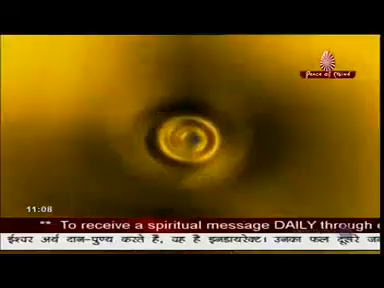 Peace of Mind
11:08
** To receive a spiritual message DAILY through
ईश्वर अर्थ दान-पुण्य करते है, वह है इनडायरेक्ट। उनका फल दूसरे